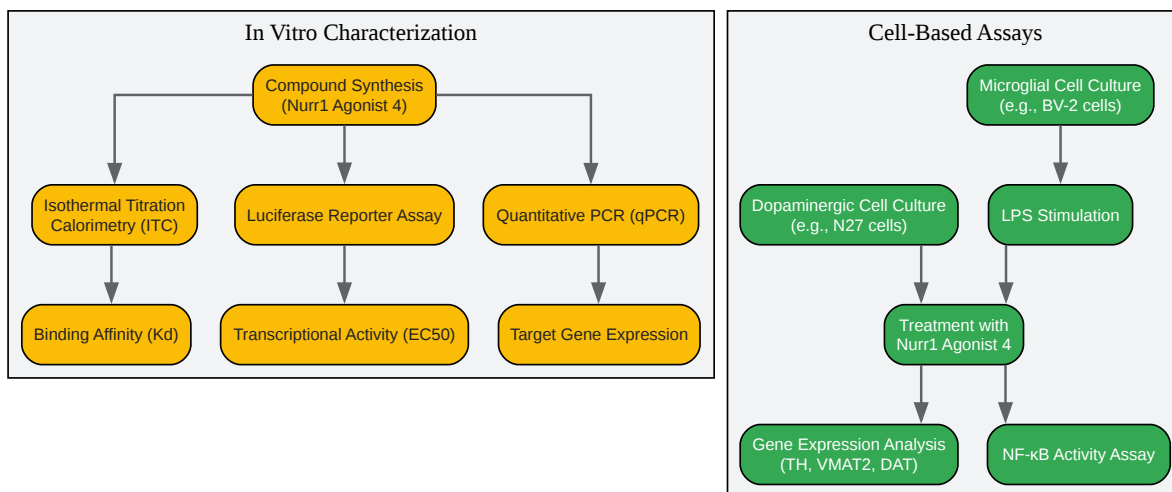 In Vitro Characterization
Compound Synthesis
(Nurr1 Agonist 4)
Isothermal Titration
Calorimetry (ITC)
Luciferase Reporter Assay
Quantitative PCR (qPCR)
Binding Affinity (Kd)
Transcriptional Activity (EC50)
Target Gene Expression
Cell-Based Assays
Microglial Cell Culture
(e.g., BV-2 cells)
Dopaminergic Cell Culture
(e.g., N27 cells)
LPS Stimulation
Treatment with
Nurr1 Agonist 4
Gene Expression Analysis
(TH, VMAT2, DAT)
NF-κB Activity Assay